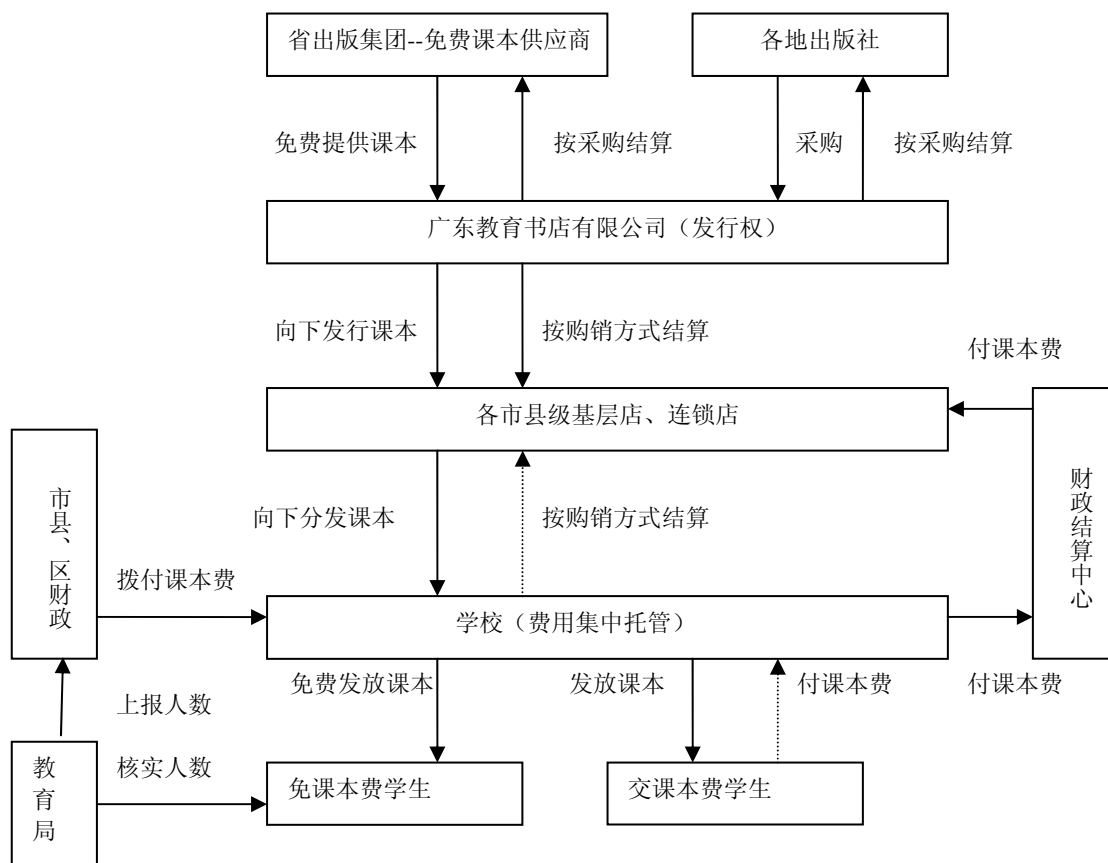 省出版集团--免费课本供应商
各地出版社
免费提供课本
按采购结算
采购
按采购结算
广东教育书店有限公司（发行权）
向下发行课本
按购销方式结算
付课本费
各市县级基层店、连锁店
市县、区财政
财政结算中心
向下分发课本
按购销方式结算
拨付课本费
学校（费用集中托管）
免费发放课本
发放课本
付课本费
付课本费
上报人数
教育局
核实人数
免课本费学生
交课本费学生